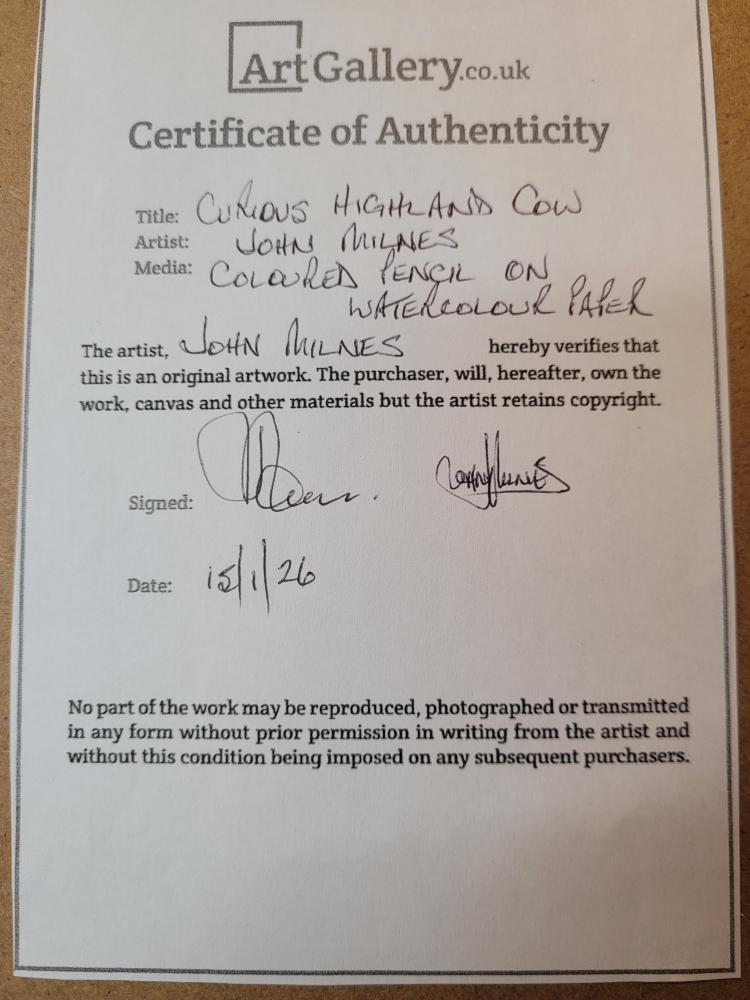 ArtGallery.co.uk
Certificate of Authenticity
Title: CURIOUS HIGHLAND COW
Artist: JOHN MILNES
Media: COLOURED PENCIL ON
WATERCOLOUR PAPER
The artist, JOHN MILNES hereby verifies that
this is an original artwork. The purchaser, will, hereafter, own the
work, canvas and other materials but the artist retains copyright.
Signed: John Milnes
Date: 15/1/26
No part of the work may be reproduced, photographed or transmitted
in any form without prior permission in writing from the artist and
without this condition being imposed on any subsequent purchasers.